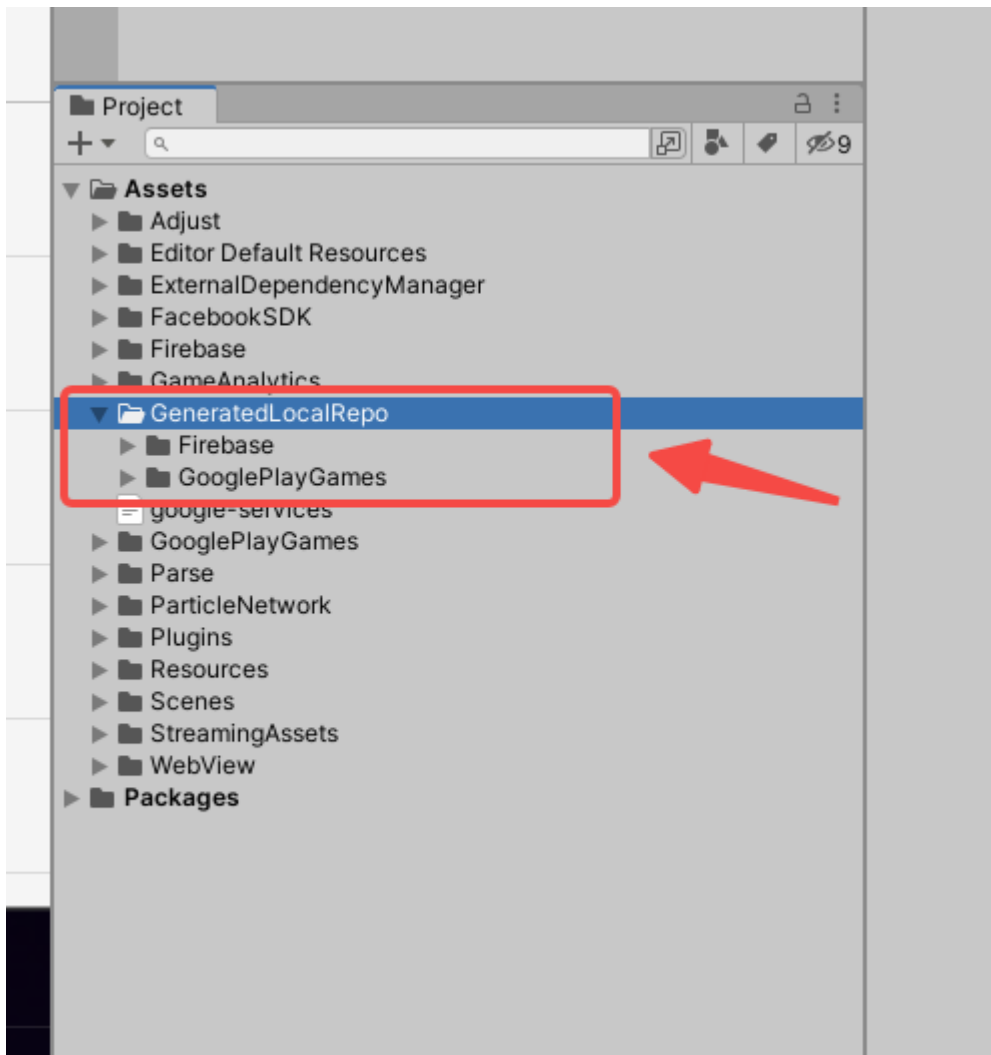 Project
9
Assets
Adjust
Editor Default Resources
ExternalDependencyManager
FacebookSDK
Firebase
GameAnalytics
GeneratedLocalRepo
Firebase
GooglePlayGames
google-services
GooglePlayGames
Parse
ParticleNetwork
Plugins
Resources
Scenes
StreamingAssets
WebView
Packages